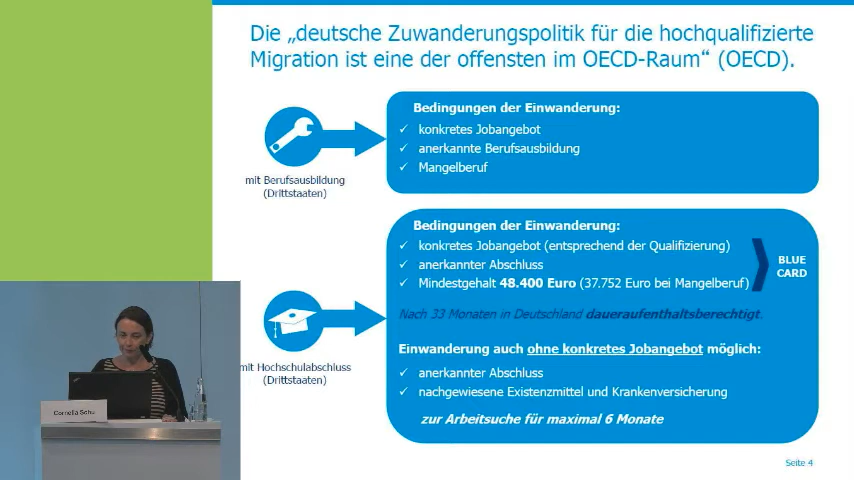 Die „deutsche Zuwanderungspolitik für die hochqualifizierte
Migration ist eine der offensten im OECD-Raum“ (OECD).
Bedingungen der Einwanderung:
✓ konkretes Jobangebot
✓ anerkannte Berufsausbildung
✓ Mangelberuf
mit Berufsausbildung
(Drittstaaten)
Bedingungen der Einwanderung:
✓ konkretes Jobangebot (entsprechend der Qualifizierung)
✓ anerkannter Abschluss
✓ Mindestgehalt 48.400 Euro (37.752 Euro bei Mangelberuf)
BLUE
CARD
Nach 33 Monaten in Deutschland daueraufenthaltsberechtigt.
Einwanderung auch ohne konkretes Jobangebot möglich:
✓ anerkannter Abschluss
✓ nachgewiesene Existenzmittel und Krankenversicherung
zur Arbeitsuche für maximal 6 Monate
mit Hochschulabschluss
(Drittstaaten)
Cornelia Schu
Seite 4